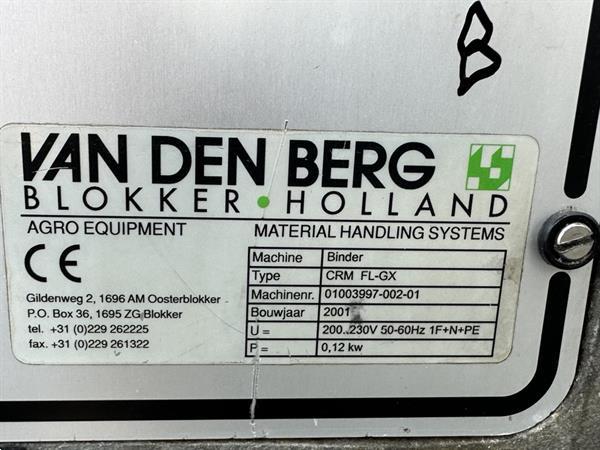 B
VAN DEN BERG
BLOKKER • HOLLAND
AGRO EQUIPMENT MATERIAL HANDLING SYSTEMS
CE
Gildenweg 2, 1696 AM Oosterblokker
P.O. Box 36, 1695 ZG Blokker
tel. +31 (0)229 262225
fax. +31 (0)229 261322
Machine Binder
Type CRM FL-GX
Machinenr. 01003997-002-01
Bouwjaar 2001
U = 200..230V 50-60Hz 1F+N+PE
P = 0,12 kw